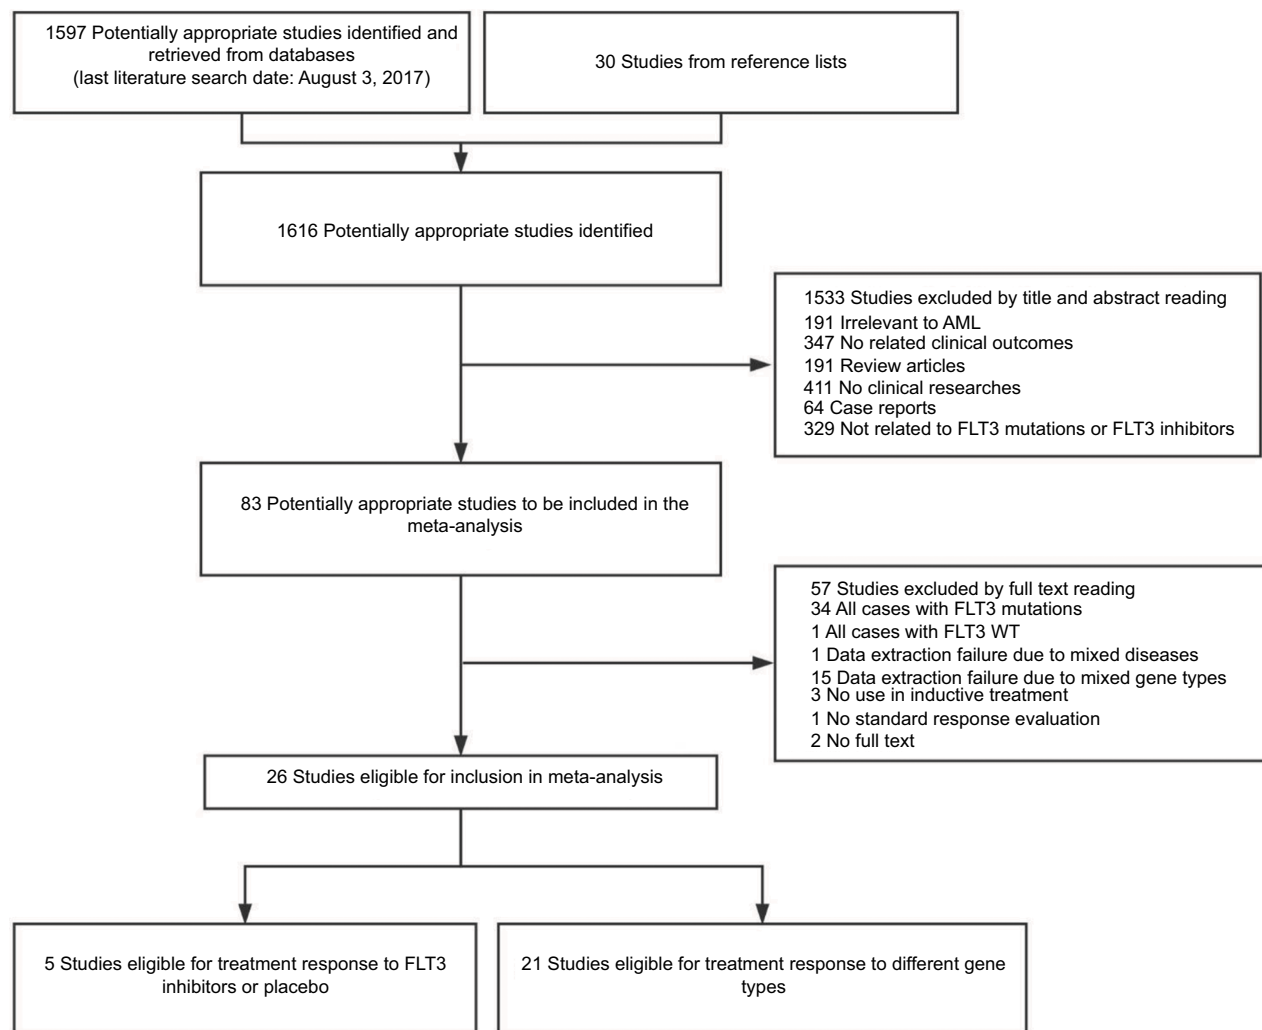 1597 Potentially appropriate studies identified and
retrieved from databases
(last literature search date: August 3, 2017)
30 Studies from reference lists
1616 Potentially appropriate studies identified
1533 Studies excluded by title and abstract reading
191 Irrelevant to AML
347 No related clinical outcomes
191 Review articles
411 No clinical researches
64 Case reports
329 Not related to FLT3 mutations or FLT3 inhibitors
83 Potentially appropriate studies to be included in the
meta-analysis
57 Studies excluded by full text reading
34 All cases with FLT3 mutations
1 All cases with FLT3 WT
1 Data extraction failure due to mixed diseases
15 Data extraction failure due to mixed gene types
3 No use in inductive treatment
1 No standard response evaluation
2 No full text
26 Studies eligible for inclusion in meta-analysis
5 Studies eligible for treatment response to FLT3
inhibitors or placebo
21 Studies eligible for treatment response to different gene
types